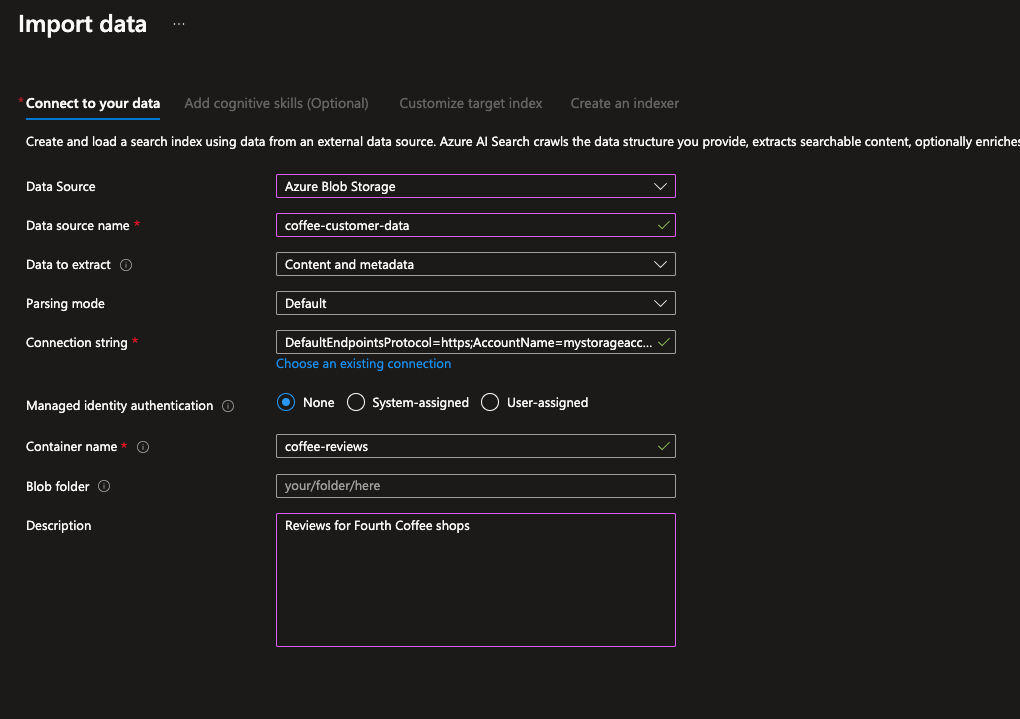 Import data ...
* Connect to your data Add cognitive skills (Optional) Customize target index Create an indexer
Create and load a search index using data from an external data source. Azure AI Search crawls the data structure you provide, extracts searchable content, optionally enriches
Data Source Azure Blob Storage
Data source name * coffee-customer-data
Data to extract Content and metadata
Parsing mode Default
Connection string * DefaultEndpointsProtocol=https;AccountName=mystorageacc...
Choose an existing connection
Managed identity authentication None System-assigned User-assigned
Container name * coffee-reviews
Blob folder your/folder/here
Description Reviews for Fourth Coffee shops